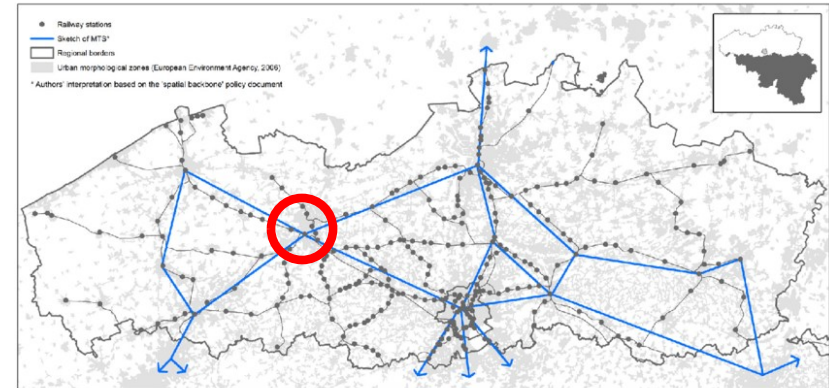 Railway stations
Sketch of MTS*
Regional borders
Urban morphological zones (European Environment Agency, 2006)
* Authors' interpretation based on the 'spatial backbone' policy document